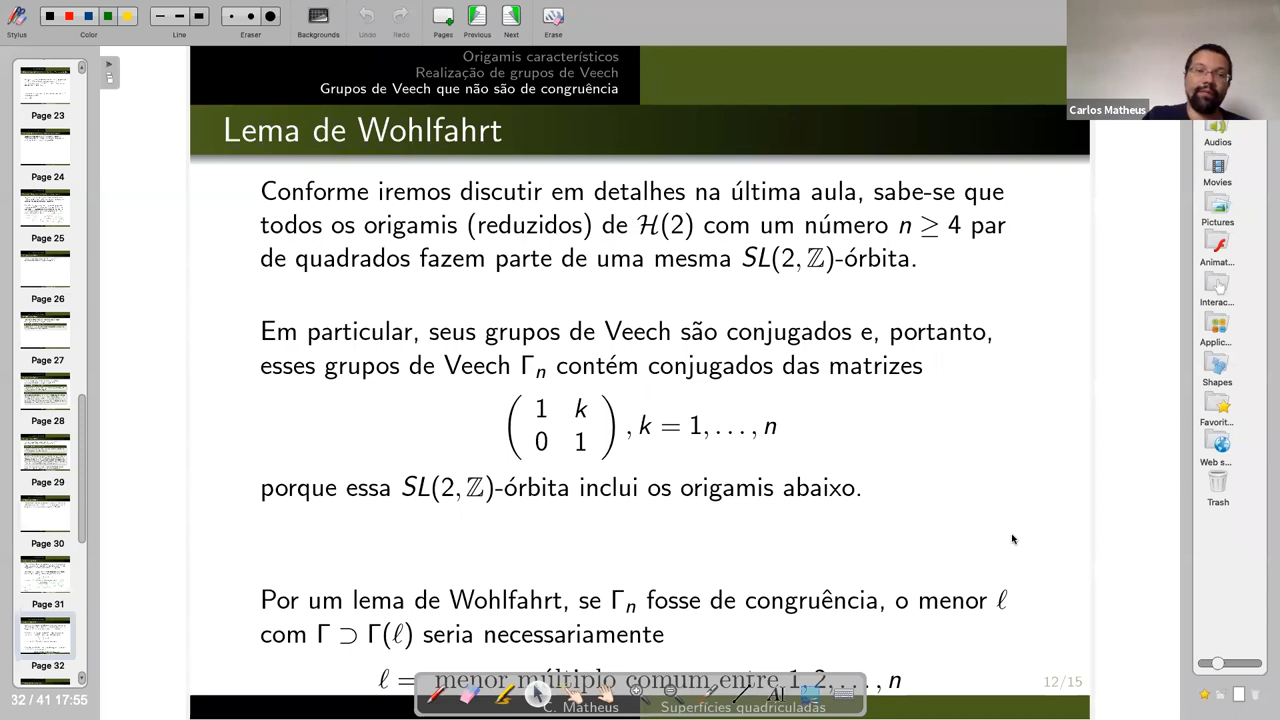 Stylus
Color
Line
Eraser
Backgrounds
Undo
Redo
Pages
Previous
Next
Erase
Origamis característicos
Realização de grupos de Veech
Grupos de Veech que não são de congruência
Carlos Matheus
Lema de Wohlfahrt
Conforme iremos discutir em detalhes na última aula, sabe-se que
todos os origamis (reduzidos) de H(2) com um número n ≥ 4 par
de quadrados fazem parte de uma mesma SL(2, ℤ)-órbita.
Em particular, seus grupos de Veech são conjugados e, portanto,
esses grupos de Veech Γₙ contém conjugados das matrizes
( 1 k
0 1 ) , k = 1, . . . , n
porque essa SL(2, ℤ)-órbita inclui os origamis abaixo.
Por um lema de Wohlfahrt, se Γₙ fosse de congruência, o menor ℓ
com Γ ⊃ Γ(ℓ) seria necessariamente
ℓ = menor múltiplo comum entre 1, 2, . . . , n
12/15
C. Matheus
Superfícies quadriculadas
Page 23
Page 24
Page 25
Page 26
Page 27
Page 28
Page 29
Page 30
Page 31
Page 32
32 / 41 17:55
Audios
Movies
Pictures
Animat...
Interac...
Applic...
Shapes
Favorit...
Web s...
Trash